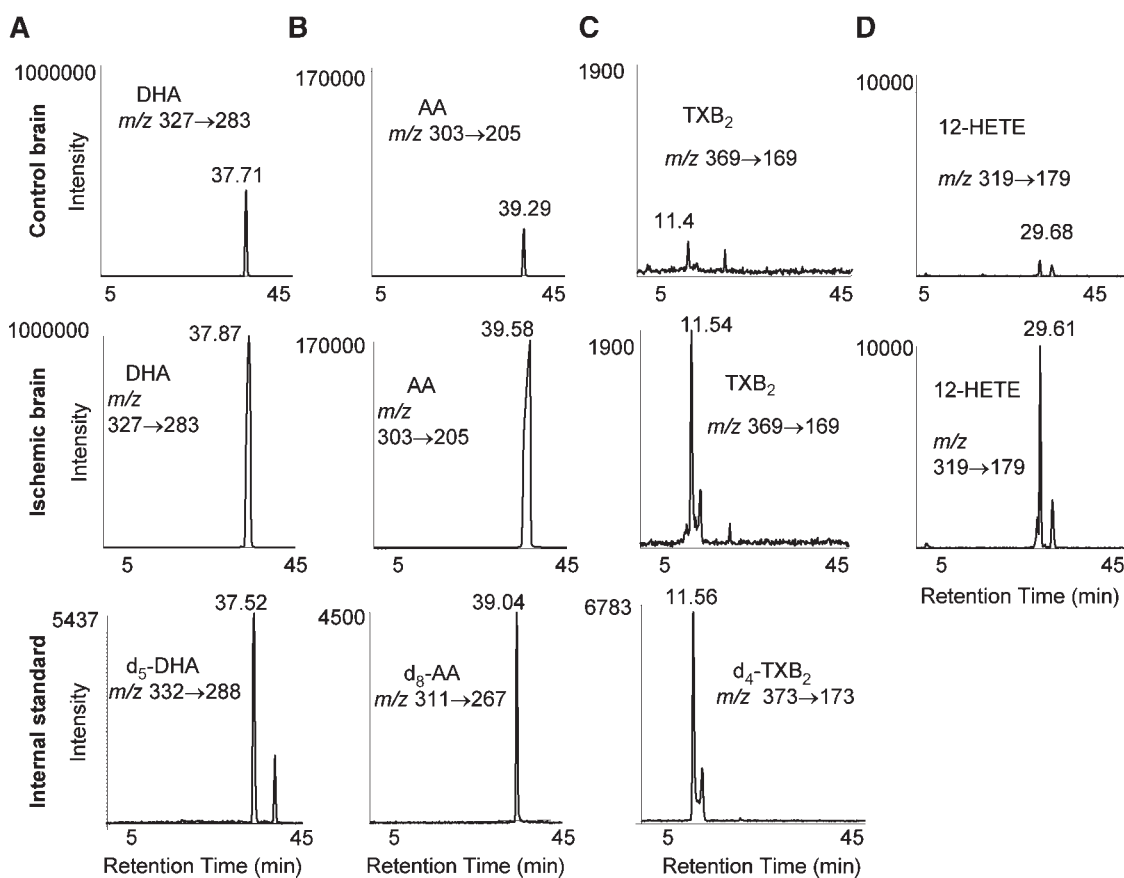 A
B
C
D
Control brain
Intensity
1000000
DHA
m/z 327→283
37.71
5
45
170000
AA
m/z 303→205
39.29
5
45
1900
TXB₂
m/z 369→169
11.4
5
45
10000
12-HETE
m/z 319→179
29.68
5
45
Ischemic brain
Intensity
1000000
37.87
DHA
m/z
327→283
5
45
170000
39.58
AA
m/z
303→205
5
45
1900
11.54
TXB₂
m/z 369→169
5
45
10000
29.61
12-HETE
m/z
319→179
5
45
Retention Time (min)
Internal standard
Intensity
5437
37.52
d₅-DHA
m/z 332→288
5
45
Retention Time (min)
4500
39.04
d₈-AA
m/z 311→267
5
45
Retention Time (min)
6783
11.56
d₄-TXB₂
m/z 373→173
5
45
Retention Time (min)